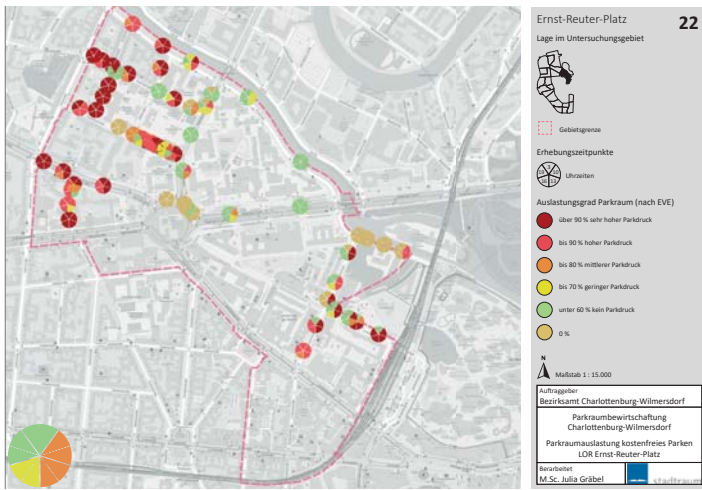 Ernst-Reuter-Platz 22
Lage im Untersuchungsgebiet
Gebietsgrenze
Erhebungszeitpunkte
Uhrzeiten
Auslastungsgrad Parkraum (nach EVE)
über 90 % sehr hoher Parkdruck
bis 90 % hoher Parkdruck
bis 80 % mittlerer Parkdruck
bis 70 % geringer Parkdruck
unter 60 % kein Parkdruck
0 %
N
Maßstab 1 : 15.000
Auftraggeber
Bezirksamt Charlottenburg-Wilmersdorf
Parkraumbewirtschaftung
Charlottenburg-Wilmersdorf
Parkraumauslastung kostenfreies Parken
LOR Ernst-Reuter-Platz
Berarbeitet
M.Sc. Julia Gräbel
stadtraum